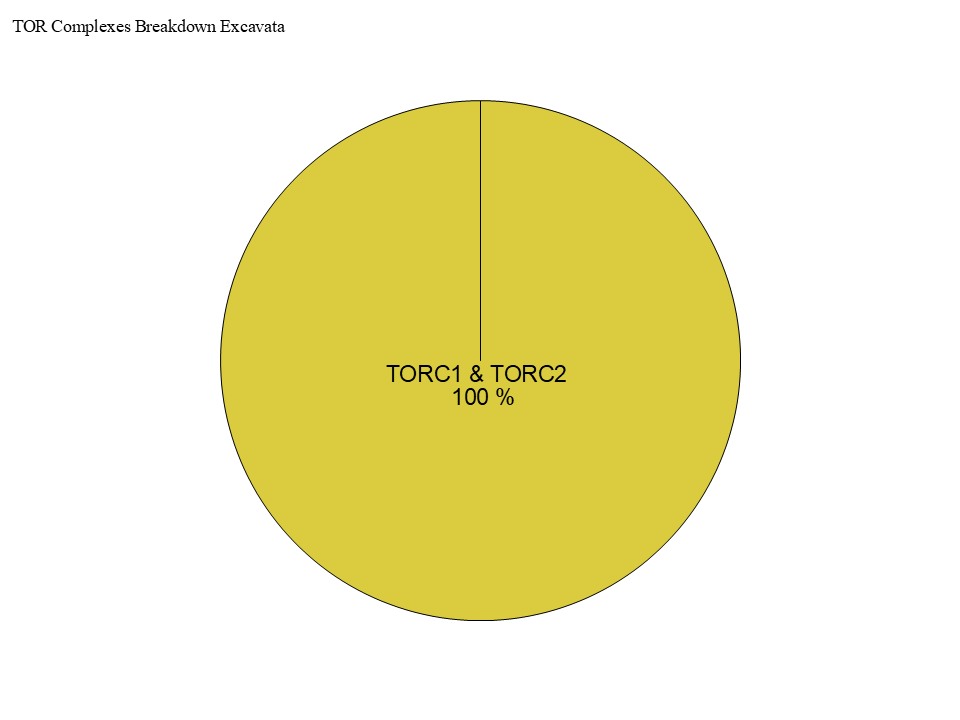 TOR Complexes Breakdown Excavata
TORC1 & TORC2
100 %